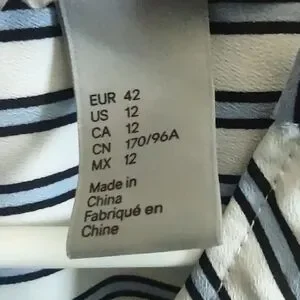 EUR 42
US 12
CA 12
CN 170/96A
MX 12
Made in
China
Fabriqué en
Chine